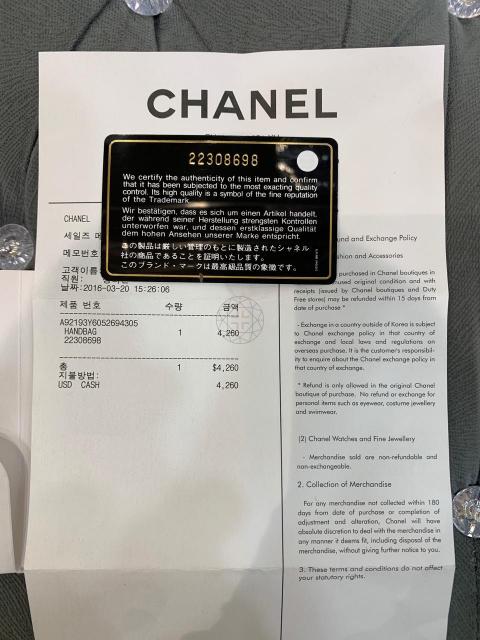 CHANEL
22308698
We certify the authenticity of this item and confirm
that it has been subjected to the most exacting quality
control. Its high quality is a symbol of the fine reputation
of the Trademark.
Wir bestätigen, dass es sich um einen Artikel handelt,
der während seiner Herstellung strengsten Kontrollen
unterworfen war, und dessen erstklassige Qualität
dem hohen Ansehen unserer Marke entspricht.
この製品は厳しい管理のもとに製造されたシャネル
社の商品であることを証明いたします。
このブランド・マークは最高級品質の象徴です。
CHANEL
세일즈 메
메모번호
고객이름
직원:
날짜:2016-03-20 15:26:06
제품 번호 수량 금액
A92193Y6052694305
HANDBAG 1 4,260
22308698
총 1 $4,260
지불방법:
USD CASH 4,260
und and Exchange Policy
shion and Accessories
purchased in Chanel boutiques in
used original condition and with
receipts (issued by Chanel boutiques and Duty
Free stores) may be refunded within 15 days from
date of purchase *
- Exchange in a country outside of Korea is subject
to Chanel exchange policy in that country of
exchange and local laws and regulations on
overseas purchase. It is the customer's responsibil-
ity to enquire about the Chanel exchange policy in
that country of exchange.
* Refund is only allowed in the original Chanel
boutique of purchase. No refund or exchange for
personal items such as eyewear, costume jewellery
and swimwear.
(2) Chanel Watches and Fine Jewellery
- Merchandise sold are non-refundable and
non-exchangeable.
2. Collection of Merchandise
For any merchandise not collected within 180
days from date of purchase or completion of
adjustment and alteration, Chanel will have
absolute discretion to deal with the merchandise in
any manner it deems fit, including disposal of the
merchandise, without giving further notice to you.
3. These terms and conditions do not affect
your statutory rights.